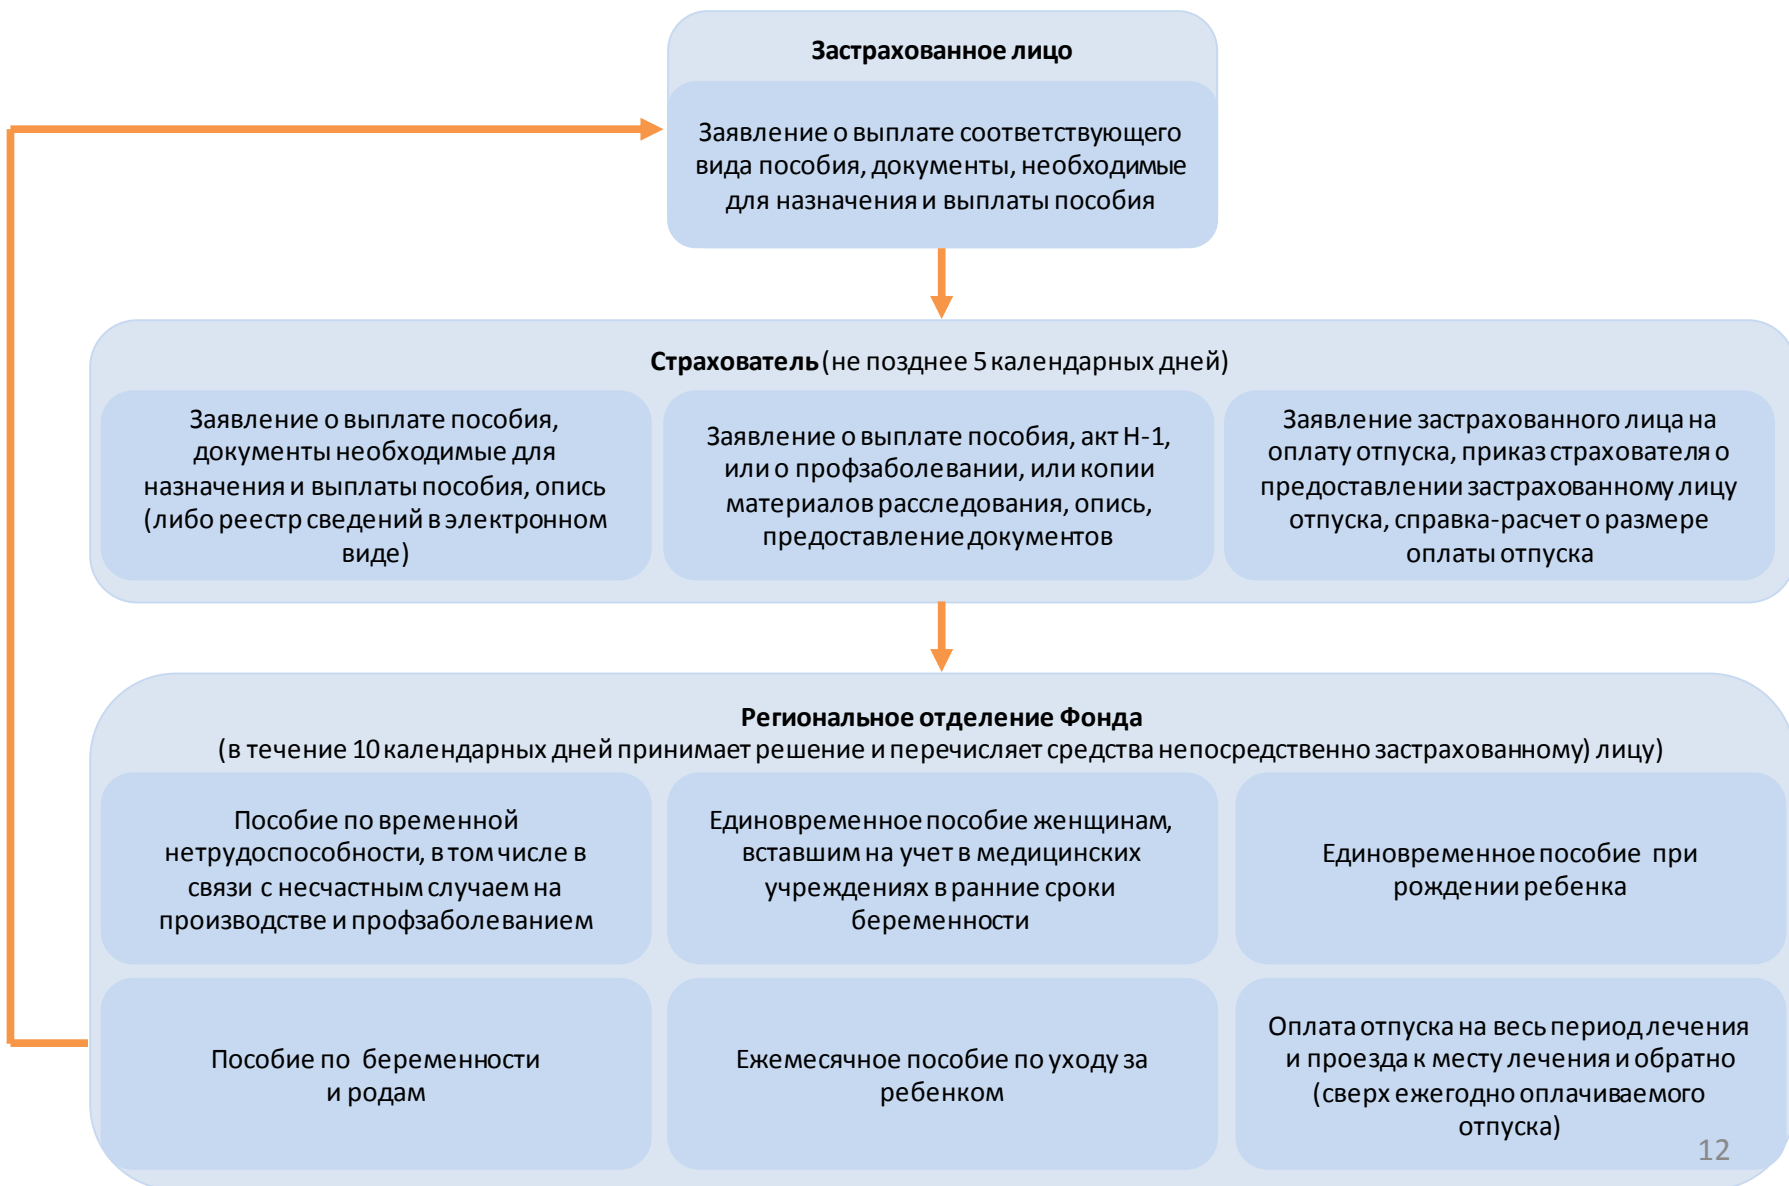 Застрахованное лицо
Заявление о выплате соответствующего
вида пособия, документы, необходимые
для назначения и выплаты пособия
Страхователь (не позднее 5 календарных дней)
Заявление о выплате пособия,
документы необходимые для
назначения и выплаты пособия, опись
(либо реестр сведений в электронном
виде)
Заявление о выплате пособия, акт Н-1,
или о профзаболевании, или копии
материалов расследования, опись,
предоставление документов
Заявление застрахованного лица на
оплату отпуска, приказ страхователя о
предоставлении застрахованному лицу
отпуска, справка-расчет о размере
оплаты отпуска
Региональное отделение Фонда
(в течение 10 календарных дней принимает решение и перечисляет средства непосредственно застрахованному) лицу)
Пособие по временной
нетрудоспособности, в том числе в
связи с несчастным случаем на
производстве и профзаболеванием
Единовременное пособие женщинам,
вставшим на учет в медицинских
учреждениях в ранние сроки
беременности
Единовременное пособие при
рождении ребенка
Пособие по беременности
и родам
Ежемесячное пособие по уходу за
ребенком
Оплата отпуска на весь период лечения
и проезда к месту лечения и обратно
(сверх ежегодно оплачиваемого
отпуска)
12